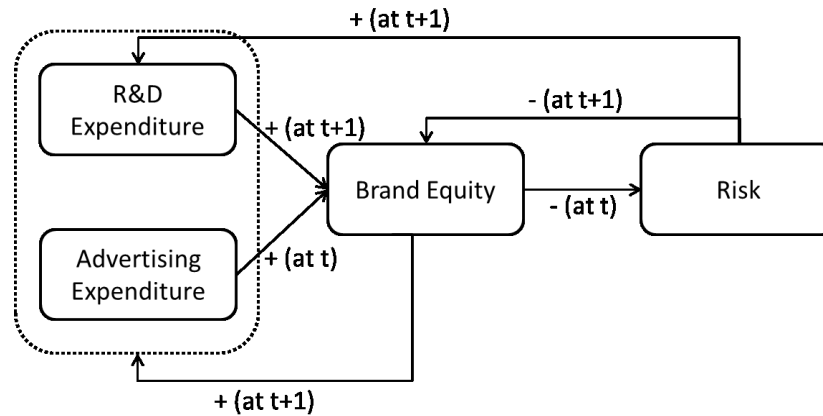 + (at t+1)
R&D
Expenditure
- (at t+1)
+ (at t+1)
Brand Equity
Risk
- (at t)
+ (at t)
Advertising
Expenditure
+ (at t+1)